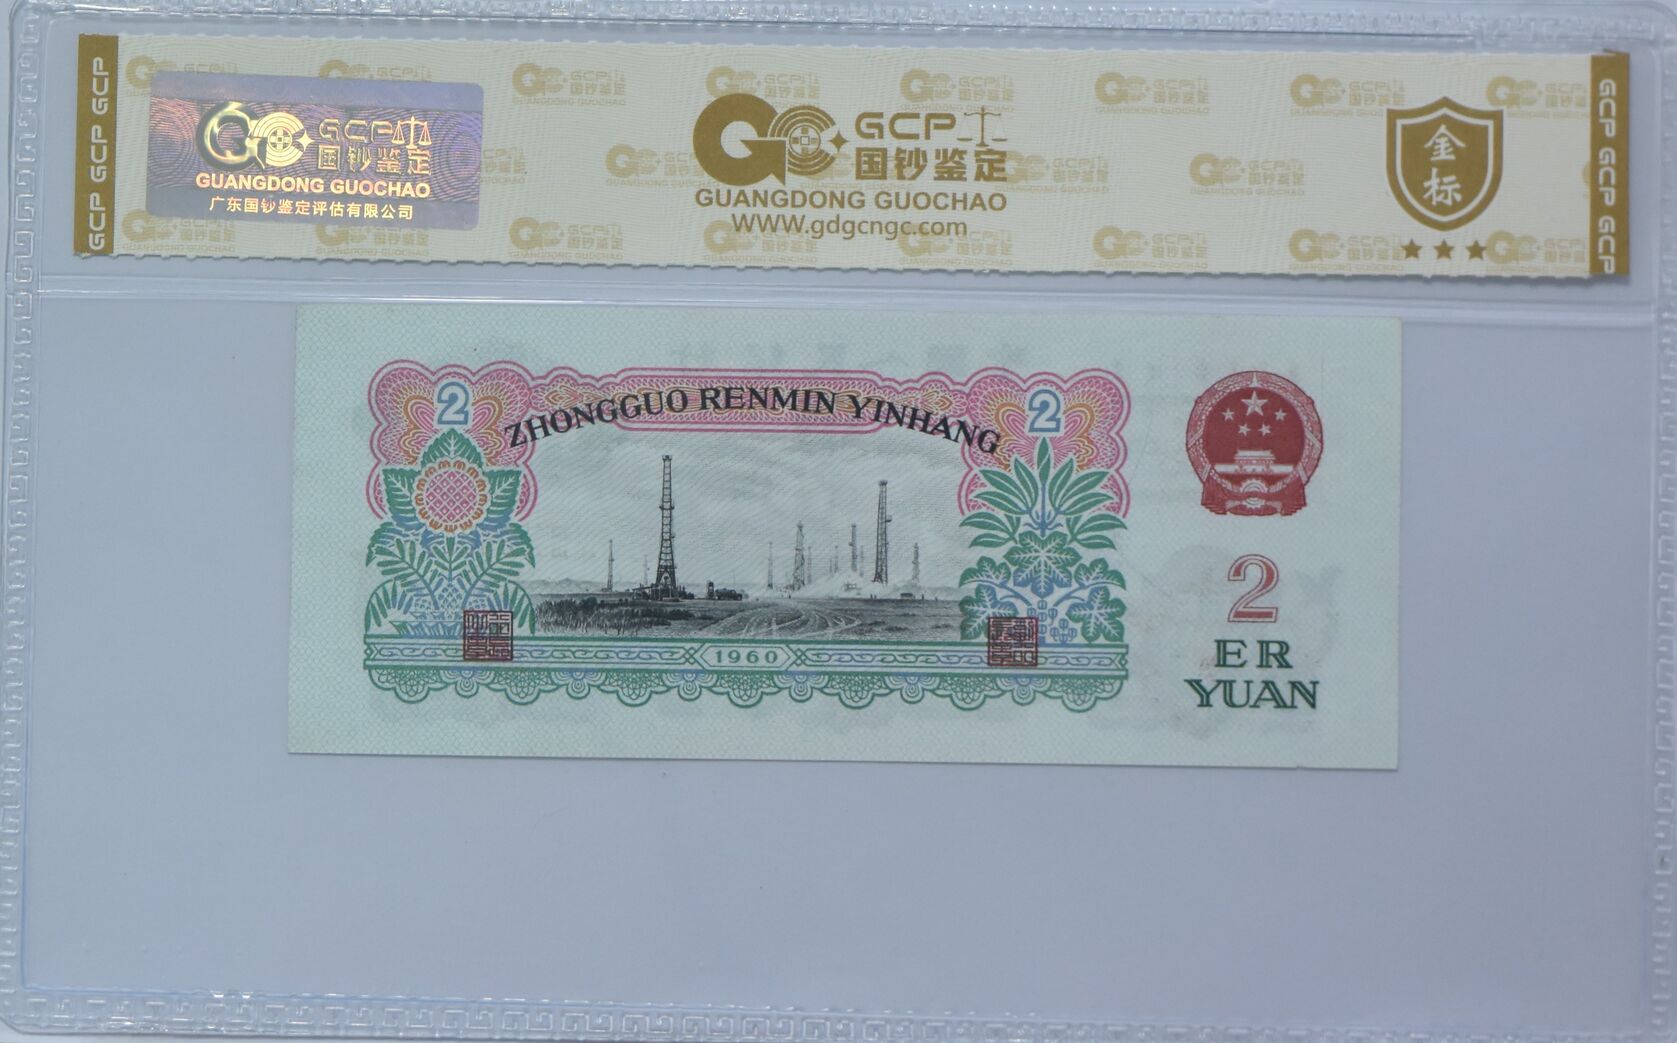 GCP GCP GCP
GCP
国钞鉴定
GUANGDONG GUOCHAO
广东国钞鉴定评估有限公司
GCP
国钞鉴定
GUANGDONG GUOCHAO
WWW.gdgcngc.com
金标
GCP GCP GCP
2
ZHONGGUO RENMIN YINHANG
2
1960
2
ER
YUAN